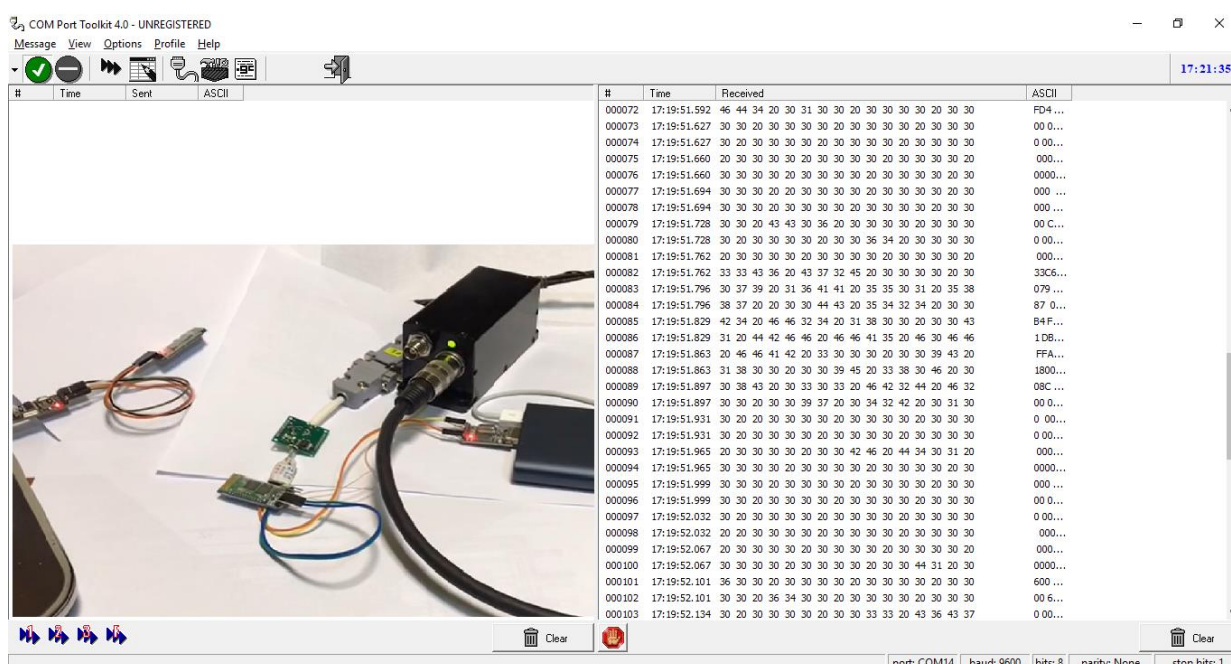 COM Port Toolkit 4.0 - UNREGISTERED
Message View Options Profile Help
17:21:35
# Time Sent ASCII
# Time Received ASCII
000072 17:19:51.592 46 44 34 20 30 31 30 30 20 30 30 30 30 20 30 30 FD4 ...
000073 17:19:51.627 30 30 20 30 30 30 30 20 30 30 30 30 20 30 30 00 0...
000074 17:19:51.627 30 20 30 30 30 30 20 30 30 30 30 20 30 30 30 30 0 00...
000075 17:19:51.660 20 30 30 30 30 20 30 30 30 30 20 30 30 30 30 20 000...
000076 17:19:51.660 30 30 30 30 20 30 30 30 30 20 30 30 30 30 20 30 0000...
000077 17:19:51.694 30 30 30 20 20 30 30 30 30 20 30 30 30 30 20 30 000 ...
000078 17:19:51.694 30 30 30 20 30 30 30 30 20 30 30 30 30 20 30 30 000 ...
000079 17:19:51.728 30 30 20 43 43 30 36 20 30 30 30 30 20 30 30 30 00 C...
000080 17:19:51.728 30 20 30 30 30 30 20 30 30 36 34 20 30 30 30 30 0 00...
000081 17:19:51.762 20 30 30 30 30 20 30 30 30 30 20 30 30 30 30 20 000...
000082 17:19:51.762 33 33 43 36 20 43 37 32 45 20 30 30 30 30 20 30 33C6...
000083 17:19:51.796 30 37 39 20 31 36 41 41 20 35 35 30 31 20 35 38 079 ...
000084 17:19:51.796 38 37 20 20 30 30 44 43 20 35 34 32 34 20 30 30 87 0...
000085 17:19:51.829 42 34 20 46 46 32 34 20 31 38 30 30 20 30 30 43 B4 F...
000086 17:19:51.829 31 20 44 42 46 46 20 46 46 41 35 20 46 30 46 46 1 DB...
000087 17:19:51.863 20 46 46 41 42 20 33 30 30 30 20 30 30 39 43 20 FFA...
000088 17:19:51.863 31 38 30 30 20 30 30 39 45 20 33 38 30 46 20 30 1800...
000089 17:19:51.897 30 38 43 20 30 33 30 33 20 46 42 32 44 20 46 32 08C ...
000090 17:19:51.897 30 30 20 30 30 39 37 20 30 34 32 42 20 30 31 30 00 0...
000091 17:19:51.931 30 20 20 30 30 30 30 20 30 30 30 30 20 30 30 30 0  00...
000092 17:19:51.931 30 20 30 30 30 30 20 30 30 30 30 20 30 30 30 30 0 00...
000093 17:19:51.965 20 30 30 30 30 20 30 30 42 46 20 44 34 30 31 20 000...
000094 17:19:51.965 30 30 30 30 20 30 30 30 30 20 30 30 30 30 20 30 0000...
000095 17:19:51.999 30 30 30 20 30 30 30 30 20 30 30 30 30 20 30 30 000 ...
000096 17:19:51.999 30 30 20 30 30 30 30 20 30 30 30 30 20 30 30 30 00 0...
000097 17:19:52.032 30 20 30 30 30 30 20 30 30 30 30 20 30 30 30 30 0 00...
000098 17:19:52.032 20 20 30 30 30 30 20 30 30 30 30 20 30 30 30 30 000...
000099 17:19:52.067 20 30 30 30 30 20 30 30 30 30 20 30 30 30 30 20 000...
000100 17:19:52.067 30 30 30 30 20 30 30 30 30 20 30 30 44 31 20 30 0000...
000101 17:19:52.101 36 30 30 20 30 30 30 30 20 30 30 30 30 20 30 30 600 ...
000102 17:19:52.101 30 30 20 36 34 30 30 20 30 30 30 30 20 30 30 30 00 6...
000103 17:19:52.134 30 20 30 30 30 30 20 30 30 33 33 20 43 36 43 37 0 00...
Clear
Clear
port: COM14 baud: 9600 bits: 8 parity: None stop bits: 1